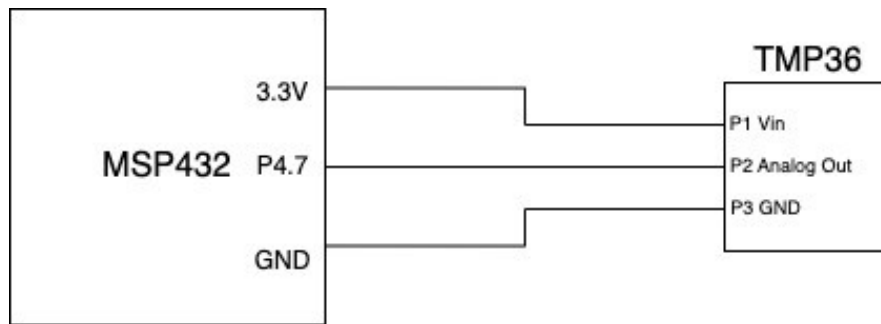 3.3V
MSP432
P4.7
GND
TMP36
P1 Vin
P2 Analog Out
P3 GND